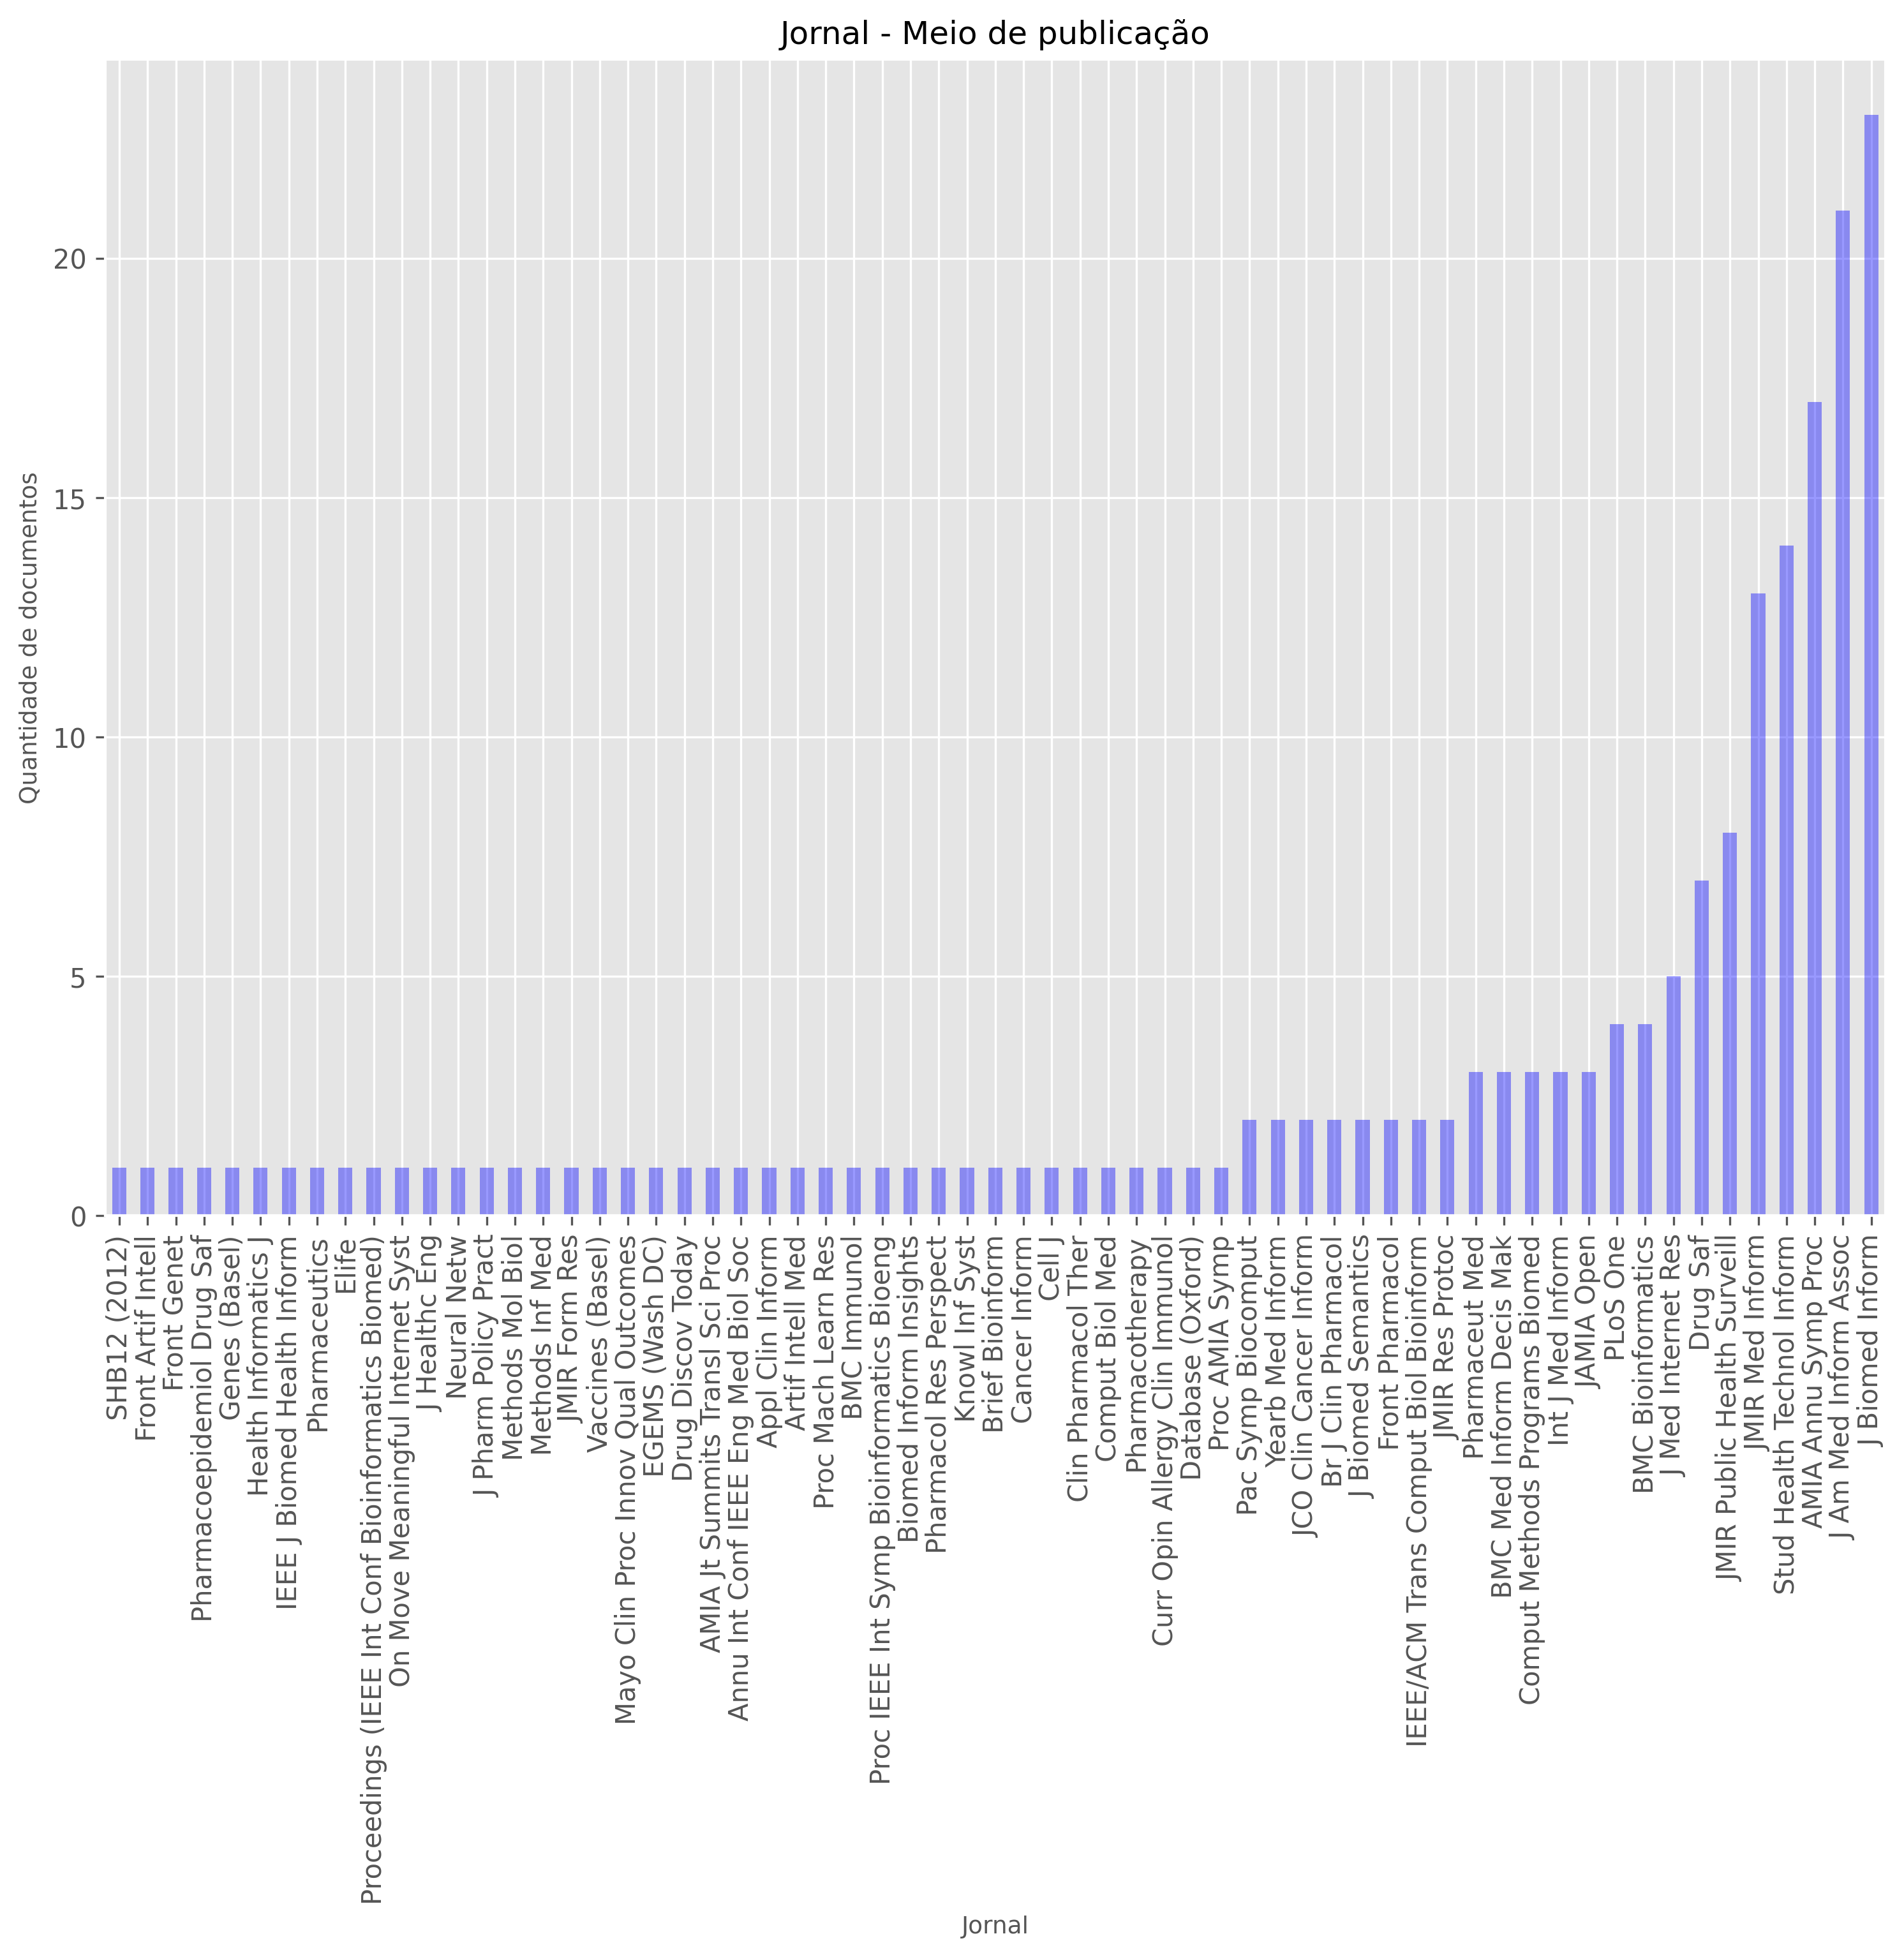 Jornal - Meio de publicação
Quantidade de documentos
20
15
10
5
0
SHB12 (2012)
Front Artif Intell
Front Genet
Pharmacoepidemiol Drug Saf
Genes (Basel)
Health Informatics J
IEEE J Biomed Health Inform
Pharmaceutics
Elife
Proceedings (IEEE Int Conf Bioinformatics Biomed)
On Move Meaningful Internet Syst
J Healthc Eng
Neural Netw
J Pharm Policy Pract
Methods Mol Biol
Methods Inf Med
JMIR Form Res
Vaccines (Basel)
Mayo Clin Proc Innov Qual Outcomes
EGEMS (Wash DC)
Drug Discov Today
AMIA Jt Summits Transl Sci Proc
Annu Int Conf IEEE Eng Med Biol Soc
Appl Clin Inform
Artif Intell Med
Proc Mach Learn Res
BMC Immunol
Proc IEEE Int Symp Bioinformatics Bioeng
Biomed Inform Insights
Pharmacol Res Perspect
Knowl Inf Syst
Brief Bioinform
Cancer Inform
Cell J
Clin Pharmacol Ther
Comput Biol Med
Pharmacotherapy
Curr Opin Allergy Clin Immunol
Database (Oxford)
Proc AMIA Symp
Pac Symp Biocomput
Yearb Med Inform
JCO Clin Cancer Inform
Br J Clin Pharmacol
J Biomed Semantics
Front Pharmacol
IEEE/ACM Trans Comput Biol Bioinform
JMIR Res Protoc
Pharmaceut Med
BMC Med Inform Decis Mak
Comput Methods Programs Biomed
Int J Med Inform
JAMIA Open
PLoS One
BMC Bioinformatics
J Med Internet Res
Drug Saf
JMIR Public Health Surveill
JMIR Med Inform
Stud Health Technol Inform
AMIA Annu Symp Proc
J Am Med Inform Assoc
J Biomed Inform
Jornal